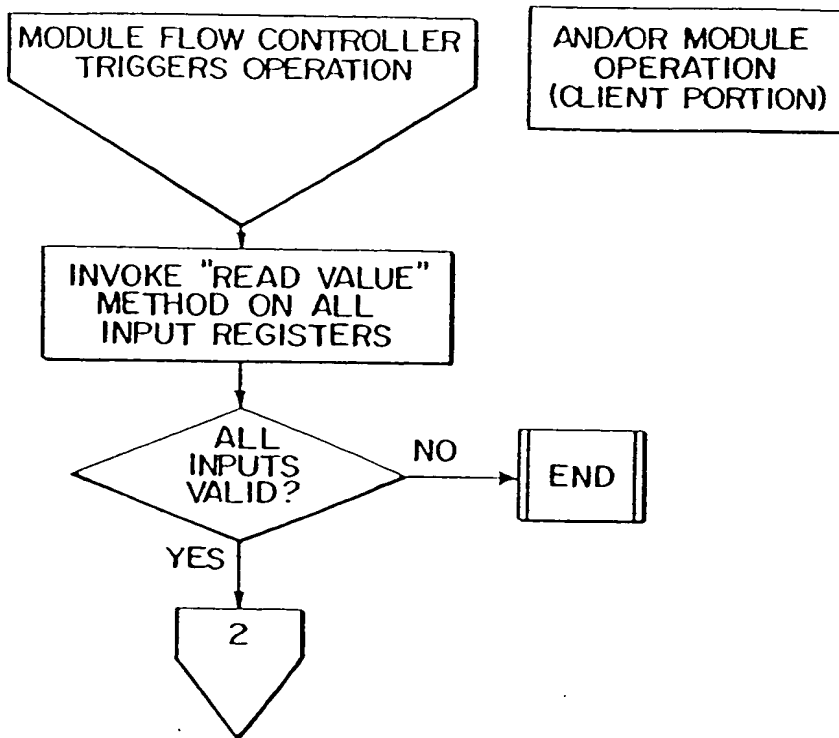 MODULE FLOW CONTROLLER
TRIGGERS OPERATION
AND/OR MODULE
OPERATION
(CLIENT PORTION)
INVOKE "READ VALUE"
METHOD ON ALL
INPUT REGISTERS
ALL
INPUTS
VALID?
NO
END
YES
2